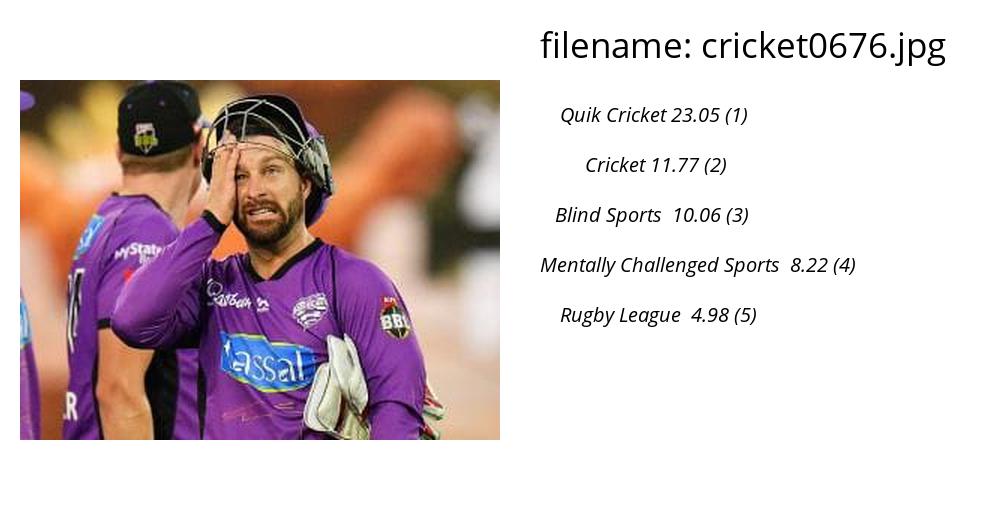 filename: cricket0676.jpg
Quik Cricket 23.05 (1)
Cricket 11.77 (2)
Blind Sports 10.06 (3)
Mentally Challenged Sports 8.22 (4)
Rugby League 4.98 (5)
MyState
BBL
tassal